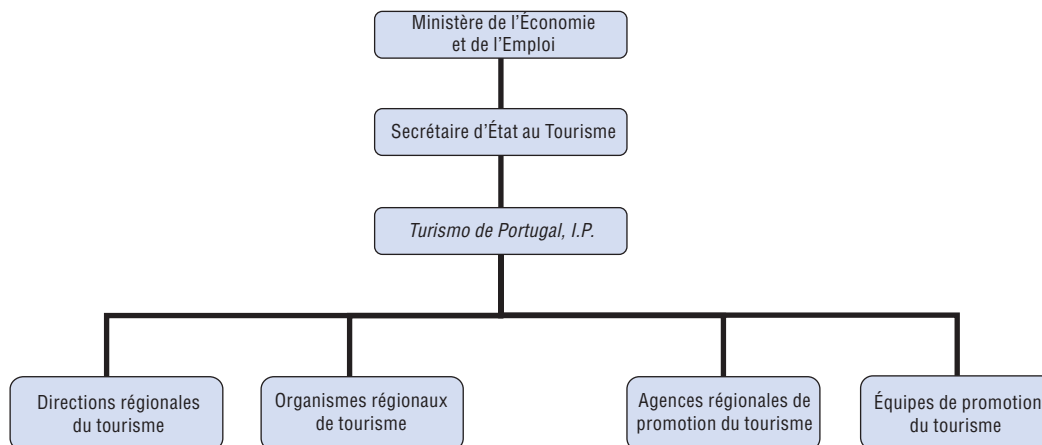 Ministère de l'Économie
et de l'Emploi
Secrétaire d'État au Tourisme
Turismo de Portugal, I.P.
Directions régionales
du tourisme
Organismes régionaux
de tourisme
Agences régionales de
promotion du tourisme
Équipes de promotion
du tourisme